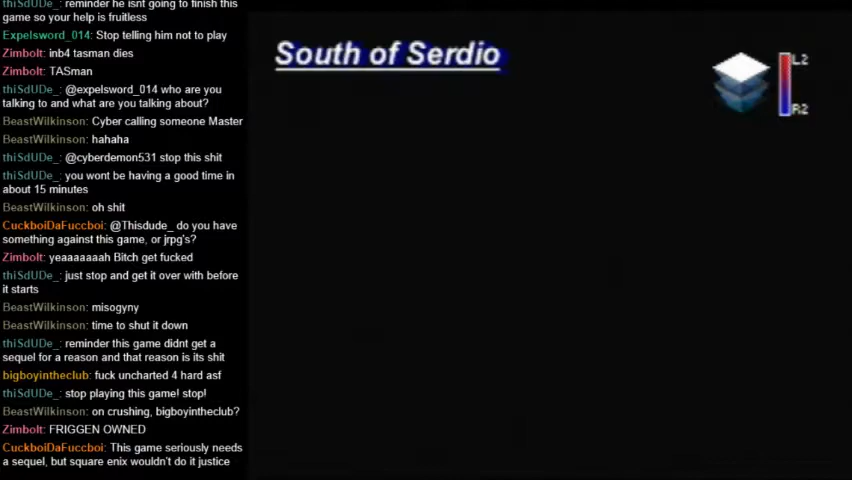 thiSdUDe_: reminder he isnt going to finish this
game so your help is fruitless
Expelsword_014: Stop telling him not to play
Zimbolt: inb4 tasman dies
Zimbolt: TASman
thiSdUDe_: @expelsword_014 who are you
talking to and what are you talking about?
BeastWilkinson: Cyber calling someone Master
BeastWilkinson: hahaha
thiSdUDe_: @cyberdemon531 stop this shit
thiSdUDe_: you wont be having a good time in
about 15 minutes
BeastWilkinson: oh shit
CuckboiDaFuccboi: @Thisdude_ do you have
something against this game, or jrpg's?
Zimbolt: yeaaaaaaah Bitch get fucked
thiSdUDe_: just stop and get it over with before
it starts
BeastWilkinson: misogyny
BeastWilkinson: time to shut it down
thiSdUDe_: reminder this game didnt get a
sequel for a reason and that reason is its shit
bigboyintheclub: fuck uncharted 4 hard asf
thiSdUDe_: stop playing this game! stop!
BeastWilkinson: on crushing, bigboyintheclub?
Zimbolt: FRIGGEN OWNED
CuckboiDaFuccboi: This game seriously needs
a sequel, but square enix wouldn't do it justice
South of Serdio
L2
R2